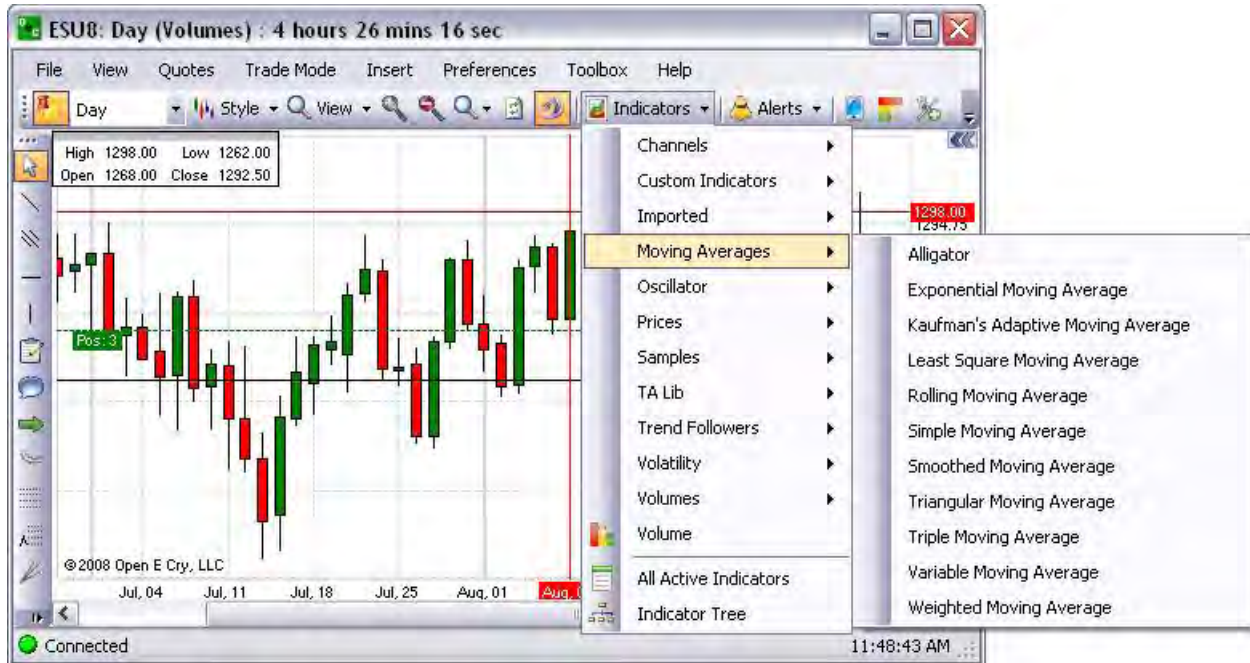 ESU8: Day (Volumes) : 4 hours 26 mins 16 sec
File View Quotes Trade Mode Insert Preferences Toolbox Help
Day Style View Indicators Alerts
High 1298.00 Low 1262.00
Open 1268.00 Close 1292.50
Channels
Custom Indicators
Imported
Moving Averages
Oscillator
Prices
Samples
TA Lib
Trend Followers
Volatility
Volumes
Volume
All Active Indicators
Indicator Tree
Alligator
Exponential Moving Average
Kaufman's Adaptive Moving Average
Least Square Moving Average
Rolling Moving Average
Simple Moving Average
Smoothed Moving Average
Triangular Moving Average
Triple Moving Average
Variable Moving Average
Weighted Moving Average
1298.00
1294.75
Pos: 3
©2008 Open E Cry, LLC
Jul, 04 Jul, 11 Jul, 18 Jul, 25 Aug, 01 Aug,
Connected 11:48:43 AM